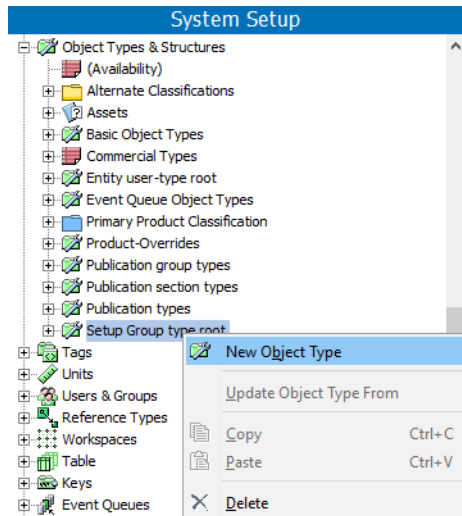 System Setup
Object Types & Structures
(Availability)
Alternate Classifications
Assets
Basic Object Types
Commercial Types
Entity user-type root
Event Queue Object Types
Primary Product Classification
Product-Overrides
Publication group types
Publication section types
Publication types
Setup Group type root
New Object Type
Tags
Units
Update Object Type From
Users & Groups
Reference Types
Copy Ctrl+C
Workspaces
Table
Paste Ctrl+V
Keys
Event Queues
Delete